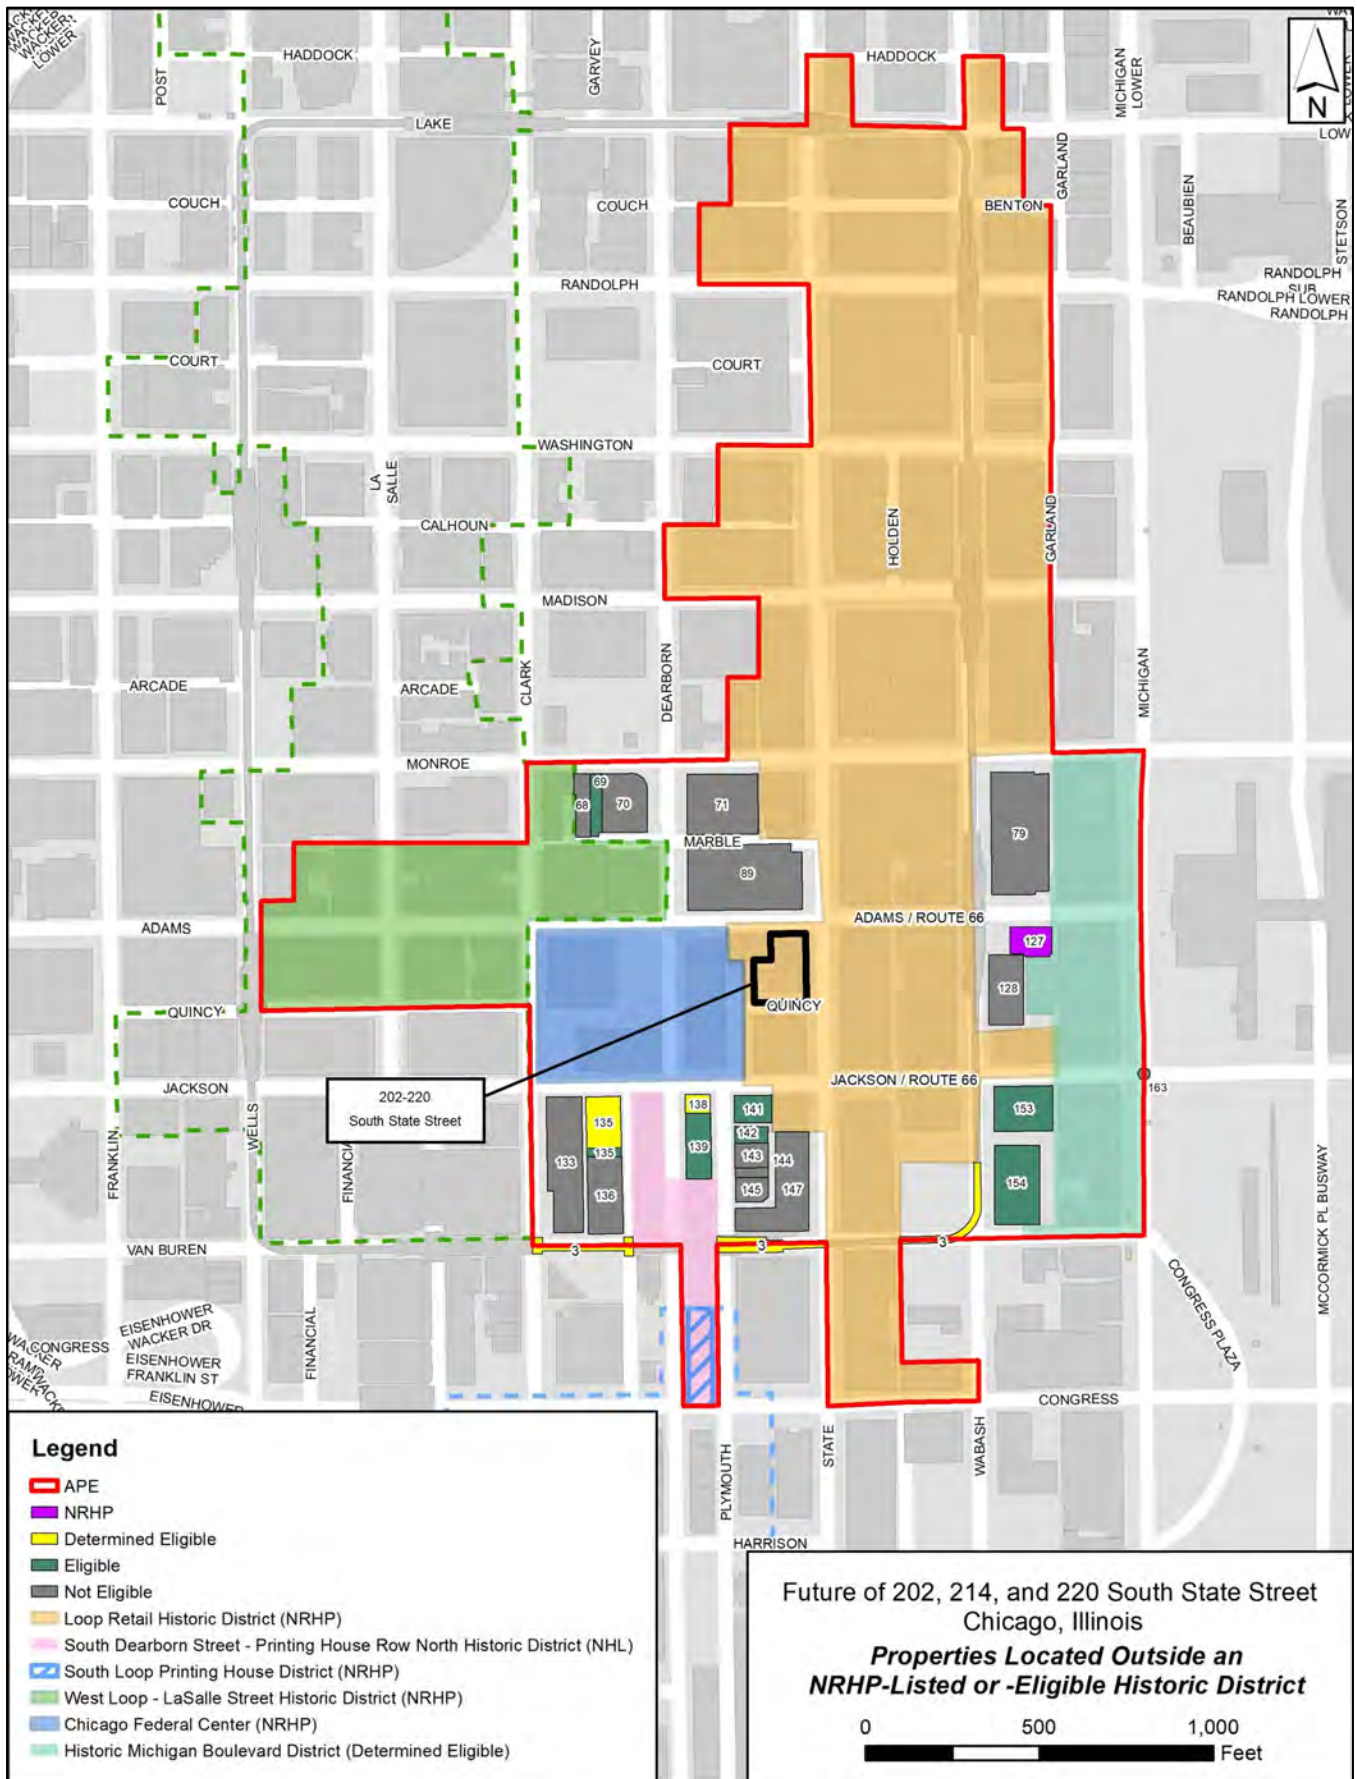 WACKER
WACKER
WACKER
LOWER
POST
HADDOCK
GARVEY
HADDOCK
MICHIGAN
LOWER
N
LAKE
LOW
GARLAND
COUCH
COUCH
BENTON
BEAUBIEN
STETSON
RANDOLPH
RANDOLPH
SUB
RANDOLPH LOWER
RANDOLPH
COURT
COURT
WASHINGTON
LA
SALLE
CALHOUN
HOLDEN
GARLAND
MADISON
ARCADE
ARCADE
CLARK
DEARBORN
MICHIGAN
MONROE
68
69
70
71
79
MARBLE
89
ADAMS
ADAMS / ROUTE 66
127
128
QUINCY
QUINCY
JACKSON
JACKSON / ROUTE 66
163
202-220
South State Street
FRANKLIN
WELLS
133
135
135
136
138
139
141
142
143
144
145
147
153
154
VAN BUREN
3
3
3
MCCORMICK PL BUSWAY
CONGRESS PLAZA
EISENHOWER
WACKER DR
CONGRESS
EISENHOWER
FRANKLIN ST
FINANCIAL
CONGRESS
PLYMOUTH
STATE
WABASH
HARRISON
Legend
APE
NRHP
Determined Eligible
Eligible
Not Eligible
Loop Retail Historic District (NRHP)
South Dearborn Street - Printing House Row North Historic District (NHL)
South Loop Printing House District (NRHP)
West Loop - LaSalle Street Historic District (NRHP)
Chicago Federal Center (NRHP)
Historic Michigan Boulevard District (Determined Eligible)
Future of 202, 214, and 220 South State Street
Chicago, Illinois
Properties Located Outside an
NRHP-Listed or -Eligible Historic District
0 500 1,000
Feet